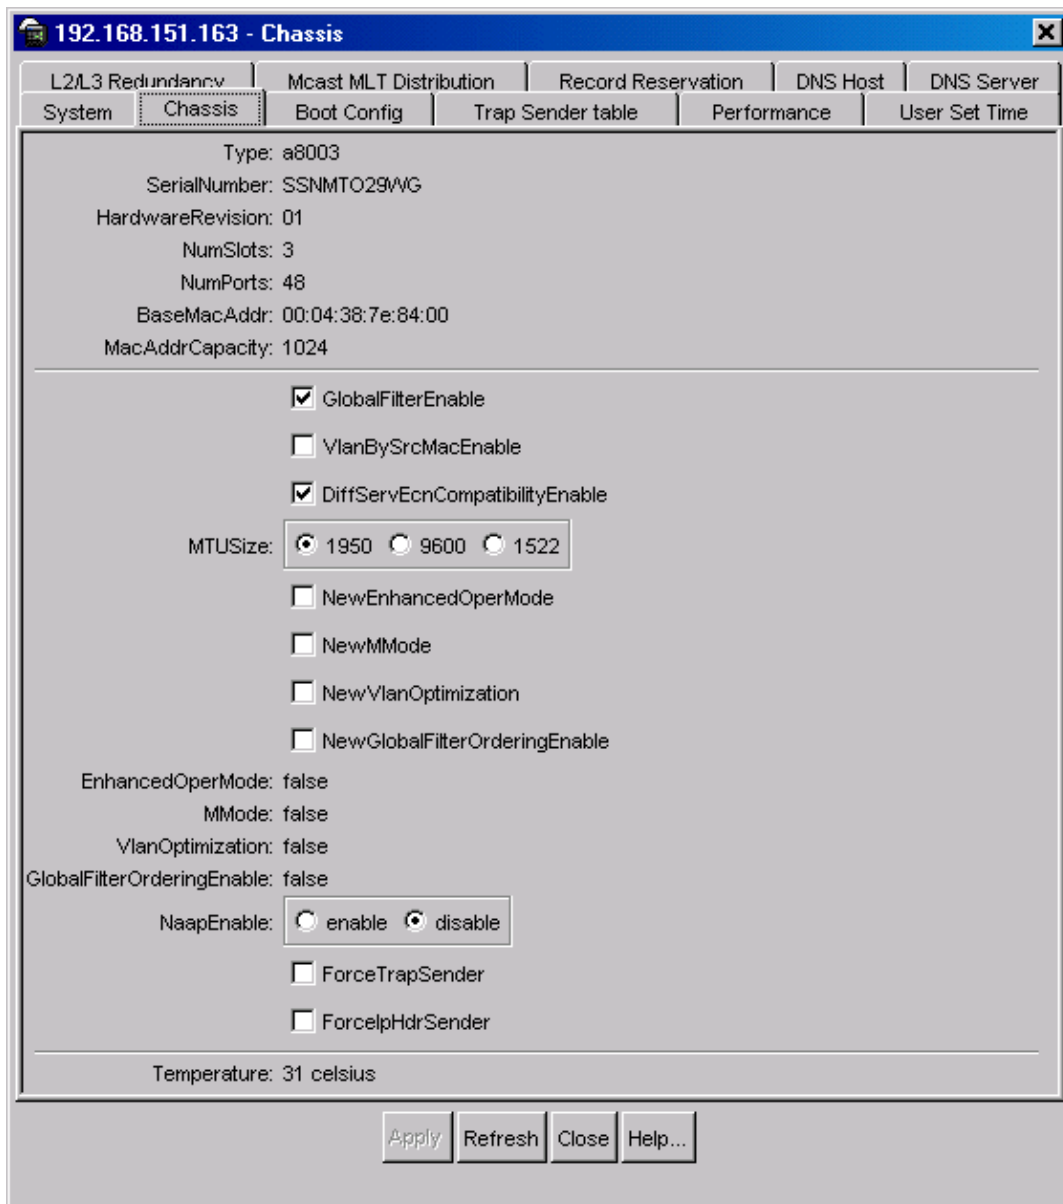 192.168.151.163 - Chassis
L2/L3 Redundancy Mcast MLT Distribution Record Reservation DNS Host DNS Server
System Chassis Boot Config Trap Sender table Performance User Set Time
Type: a8003
SerialNumber: SSNMTO29WG
HardwareRevision: 01
NumSlots: 3
NumPorts: 48
BaseMacAddr: 00:04:38:7e:84:00
MacAddrCapacity: 1024
GlobalFilterEnable
VlanBySrcMacEnable
DiffServEcnCompatibilityEnable
MTUSize: 1950 9600 1522
NewEnhancedOperMode
NewMMode
NewVlanOptimization
NewGlobalFilterOrderingEnable
EnhancedOperMode: false
MMode: false
VlanOptimization: false
GlobalFilterOrderingEnable: false
NaapEnable: enable disable
ForceTrapSender
ForceIpHdrSender
Temperature: 31 celsius
Apply Refresh Close Help...